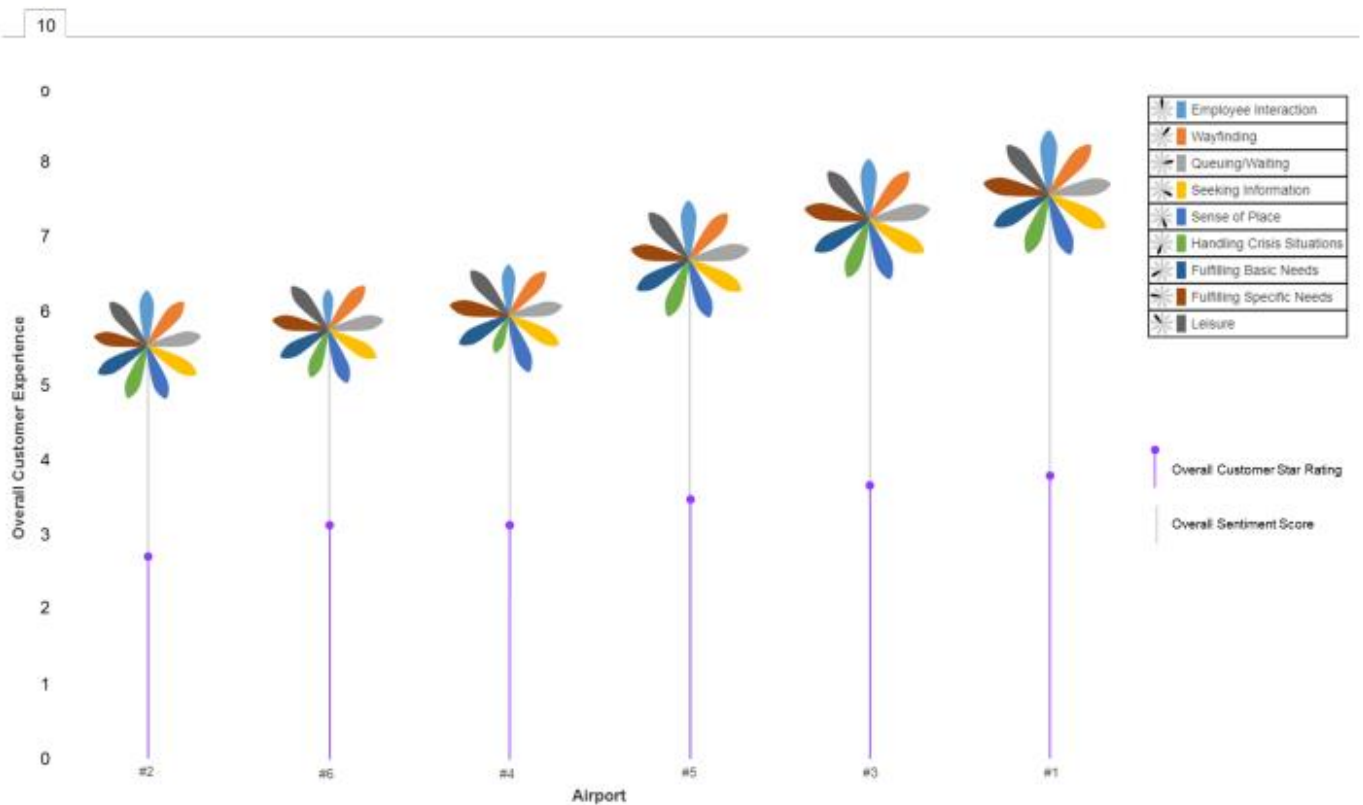 10
9
8
7
6
5
4
3
2
1
0
Overall Customer Experience
#2
#6
#4
#5
#3
#1
Airport
Employee Interaction
Wayfinding
Queuing/Waiting
Seeking Information
Sense of Place
Handling Crisis Situations
Fulfilling Basic Needs
Fulfilling Specific Needs
Leisure
Overall Customer Star Rating
Overall Sentiment Score